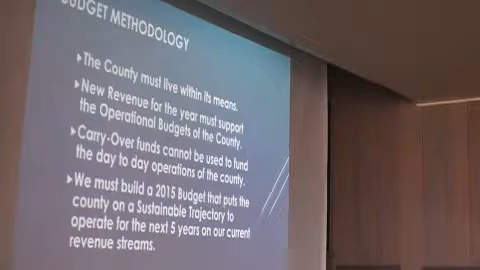 BUDGET METHODOLOGY
▸The County must live within its means.
▸New Revenue for the year must support
the Operational Budgets of the County.
▸Carry-Over funds cannot be used to fund
the day to day operations of the county.
▸We must build a 2015 Budget that puts the
county on a Sustainable Trajectory to
operate for the next 5 years on our current
revenue streams.